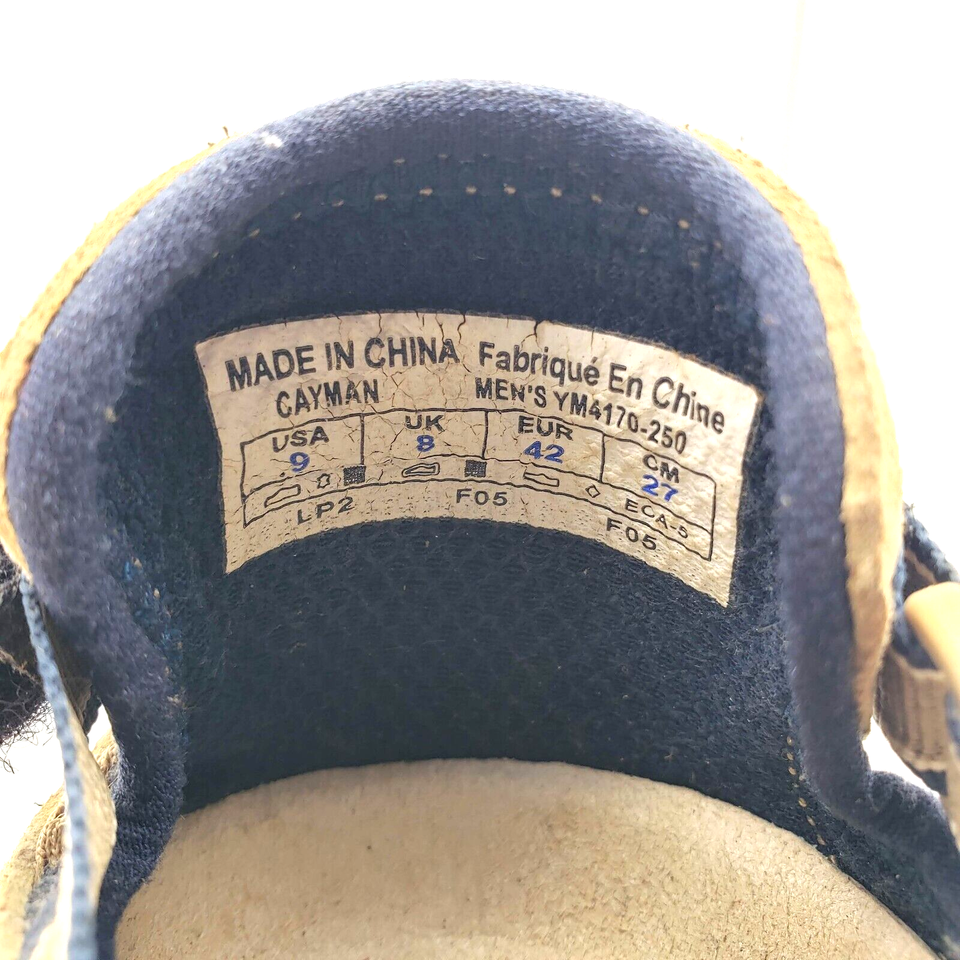 MADE IN CHINA Fabriqué En Chine
CAYMAN MEN'S YM4170-250
USA UK EUR CM
9 8 42 27
ECA-5
LP2 F05 F05